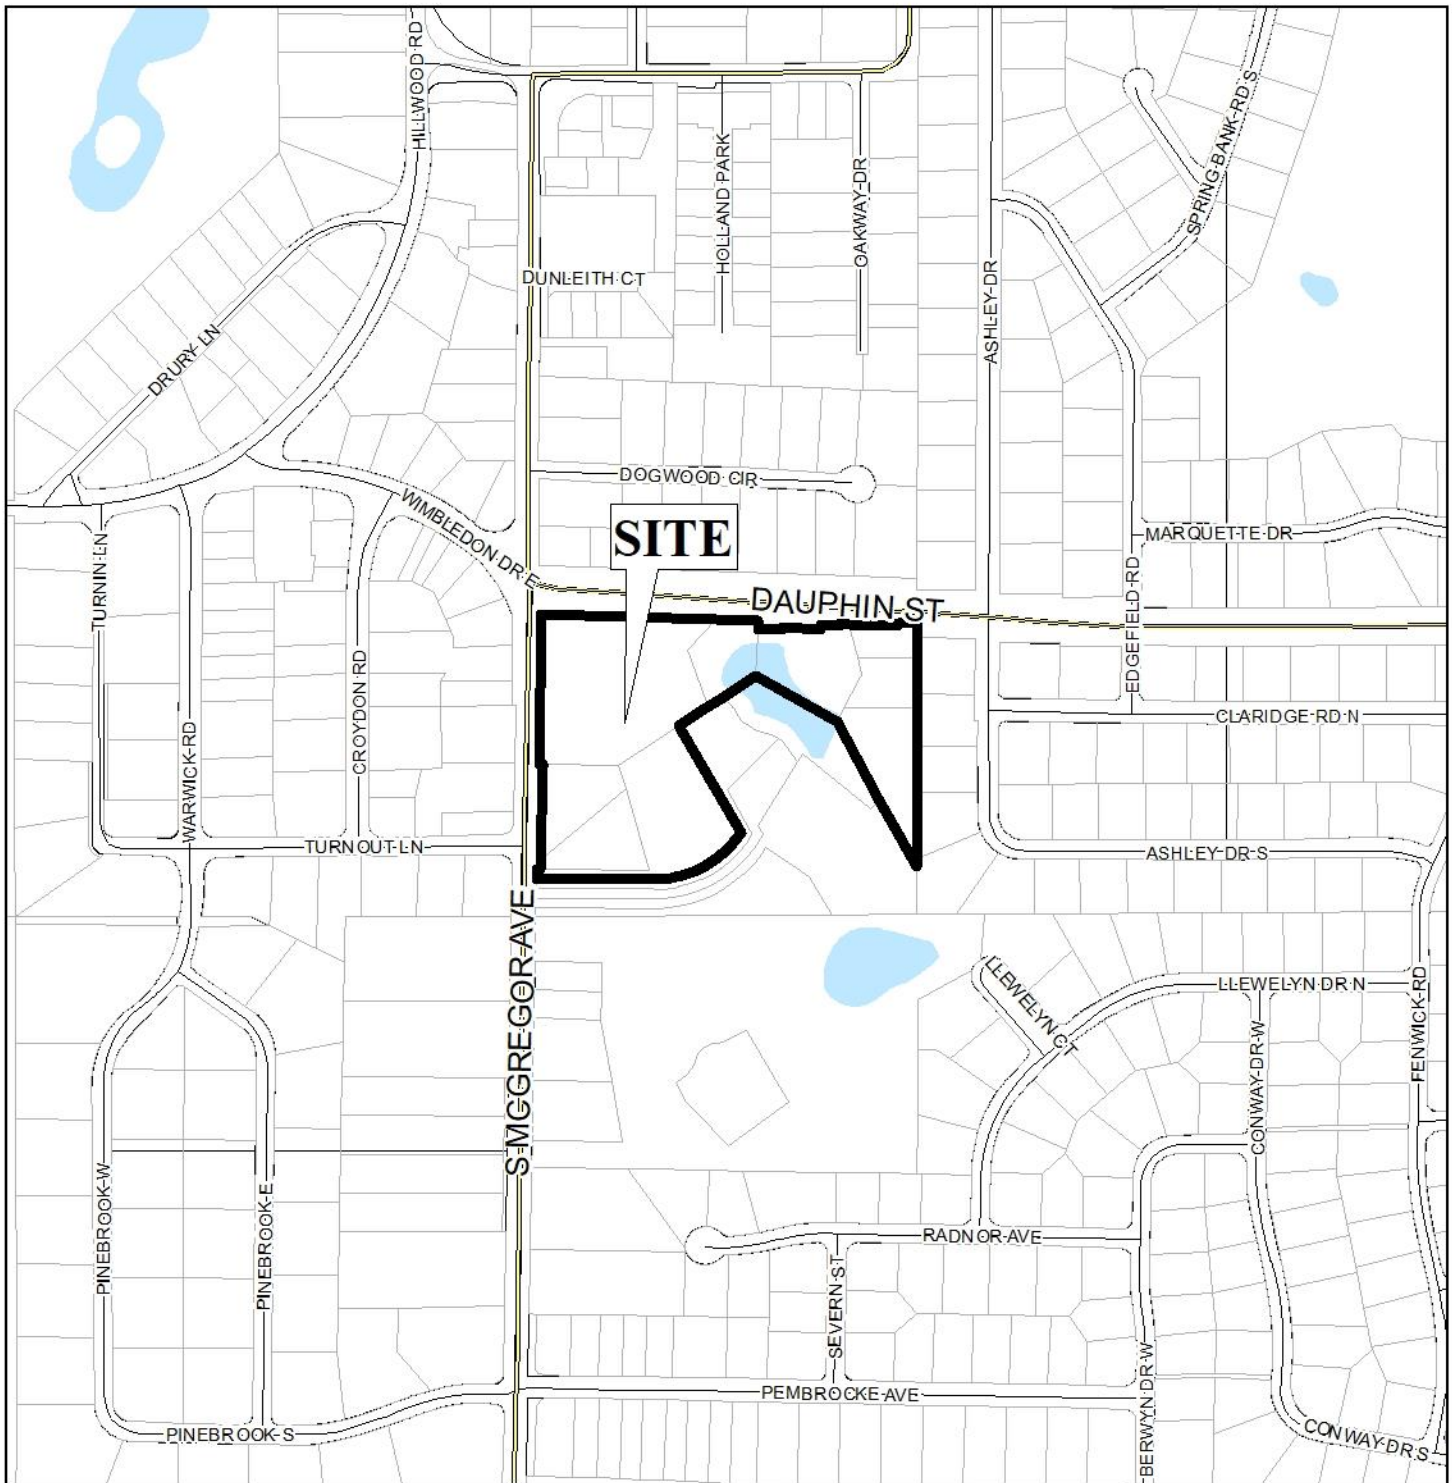 HILLWOOD RD
SPRING BANK RD S
HOLLAND PARK
OAKWAY DR
DUNLEITH CT
ASHLEY DR
DRURY LN
DOGWOOD CIR
WIMBLEDON DR E
SITE
MARQUETTE DR
TURNIN LN
DAUPHIN ST
EDGEFIELD RD
CROYDON RD
CLARIDGE RD N
WARWICK RD
TURNOUT LN
ASHLEY DR S
S MCGREGOR AVE
LLEWELYN CT
LLEWELYN DR N
FENWICK RD
CONWAY DR W
PINEBROOK W
PINEBROOK E
RADNOR AVE
SEVERN ST
PEMBROCKE AVE
BERWYN DR W
PINEBROOK S
CONWAY DR S